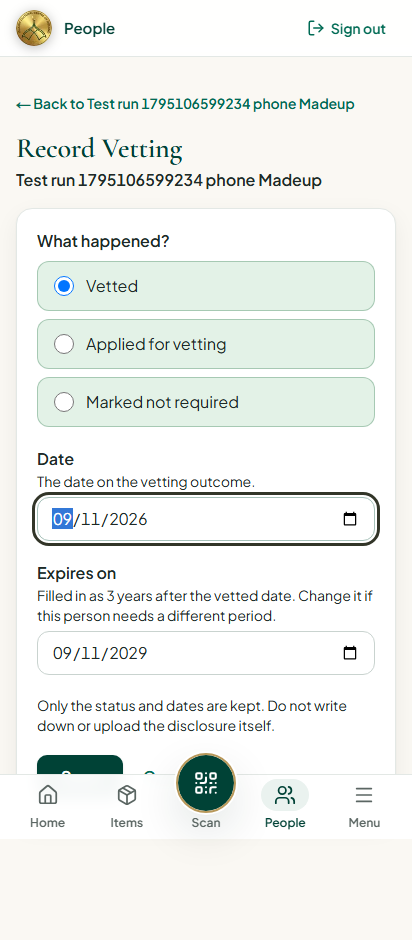 People
Sign out
← Back to Test run 1795106599234 phone Madeup
Record Vetting
Test run 1795106599234 phone Madeup
What happened?
Vetted
Applied for vetting
Marked not required
Date
The date on the vetting outcome.
09/11/2026
Expires on
Filled in as 3 years after the vetted date. Change it if
this person needs a different period.
09/11/2029
Only the status and dates are kept. Do not write
down or upload the disclosure itself.
Home
Items
Scan
People
Menu